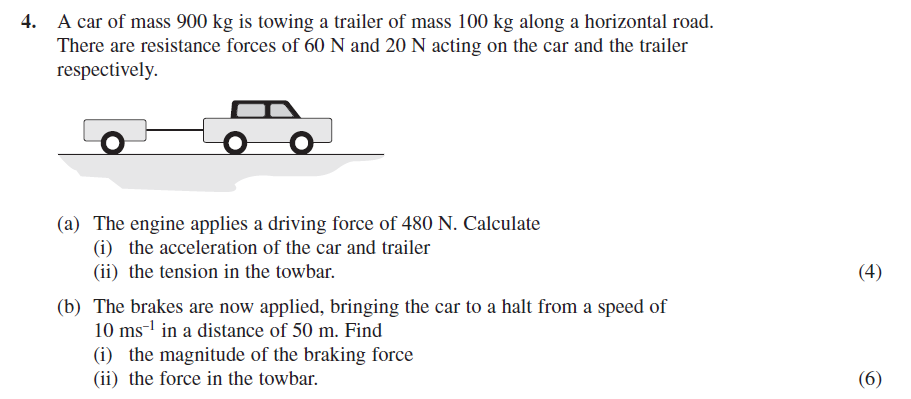 4. A car of mass 900 kg is towing a trailer of mass 100 kg along a horizontal road.
There are resistance forces of 60 N and 20 N acting on the car and the trailer
respectively.
(a) The engine applies a driving force of 480 N. Calculate
(i) the acceleration of the car and trailer
(ii) the tension in the towbar. (4)
(b) The brakes are now applied, bringing the car to a halt from a speed of
10 ms⁻¹ in a distance of 50 m. Find
(i) the magnitude of the braking force
(ii) the force in the towbar. (6)